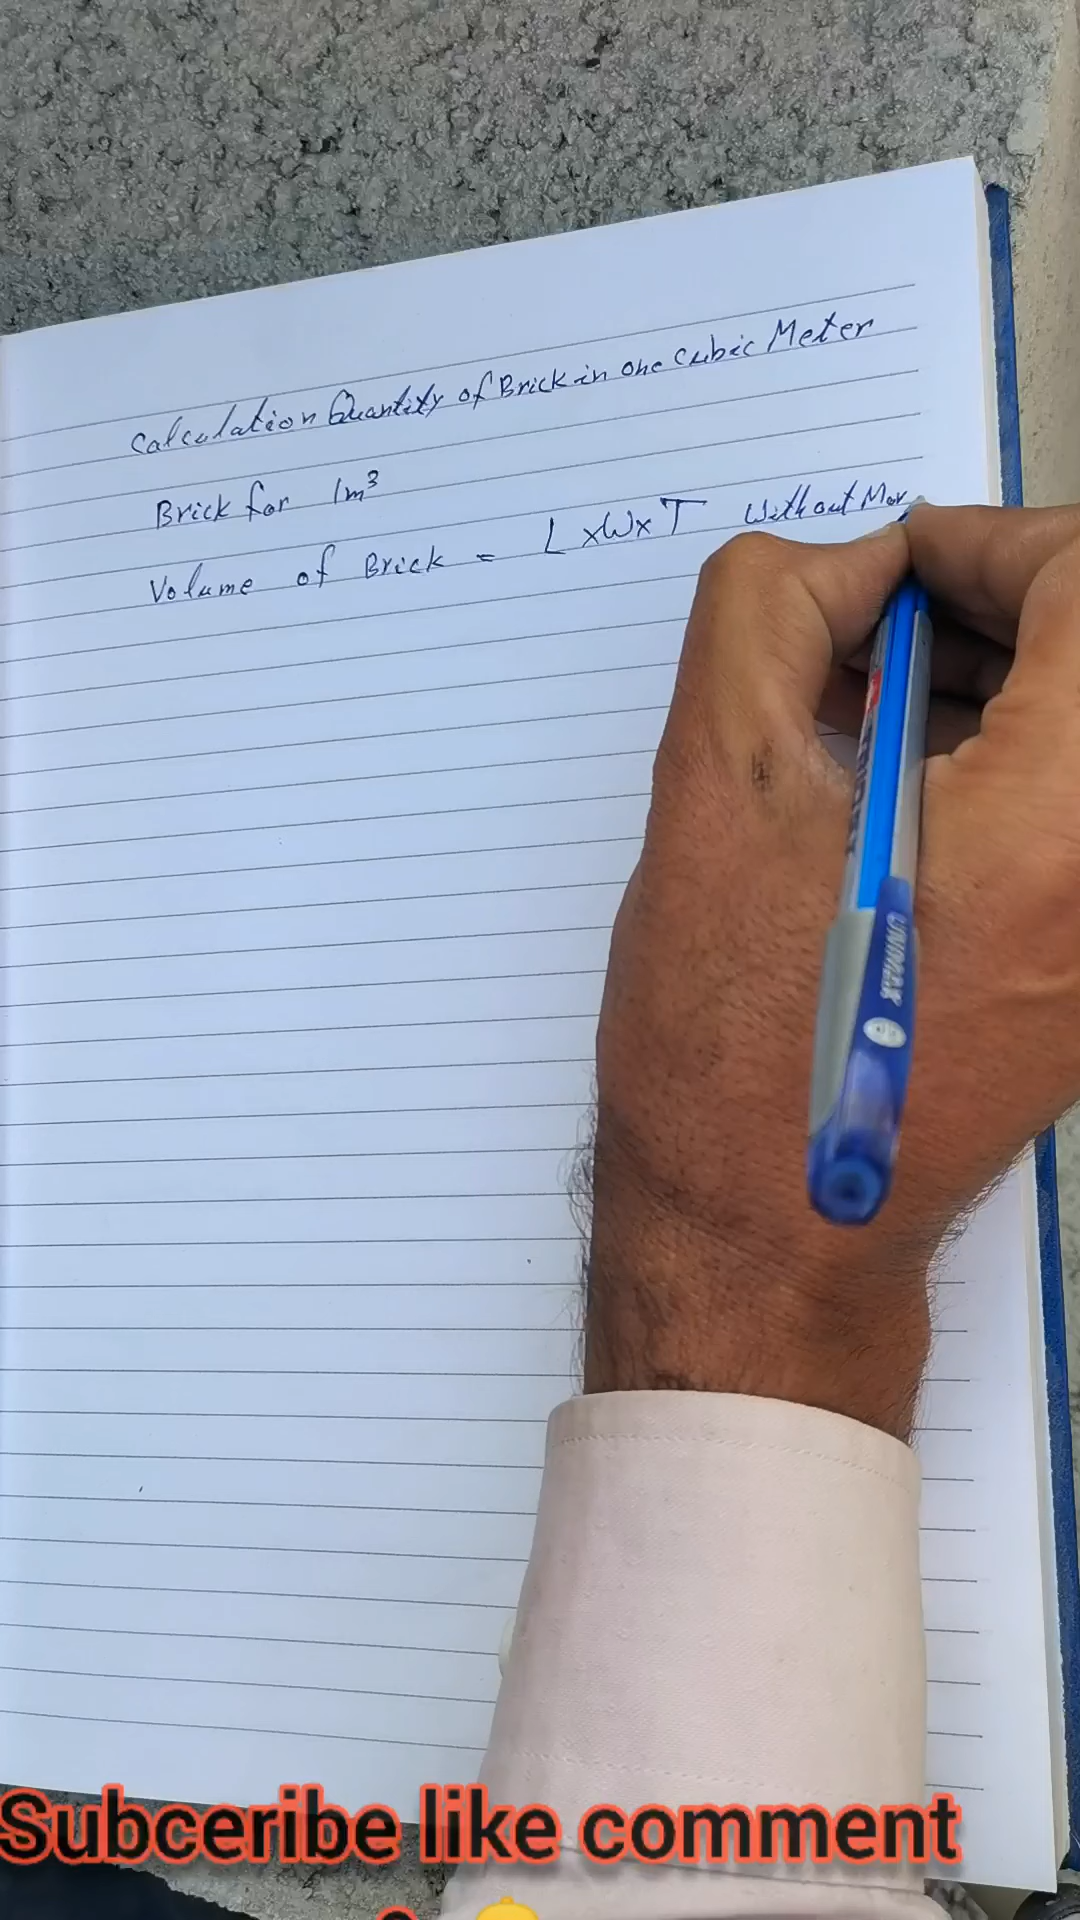 Calculation Quantity of Brick in one Cubic Meter
Brick for 1m³
Volume of Brick = L x W x T Without Mor
UNIMAX
Subceribe like comment